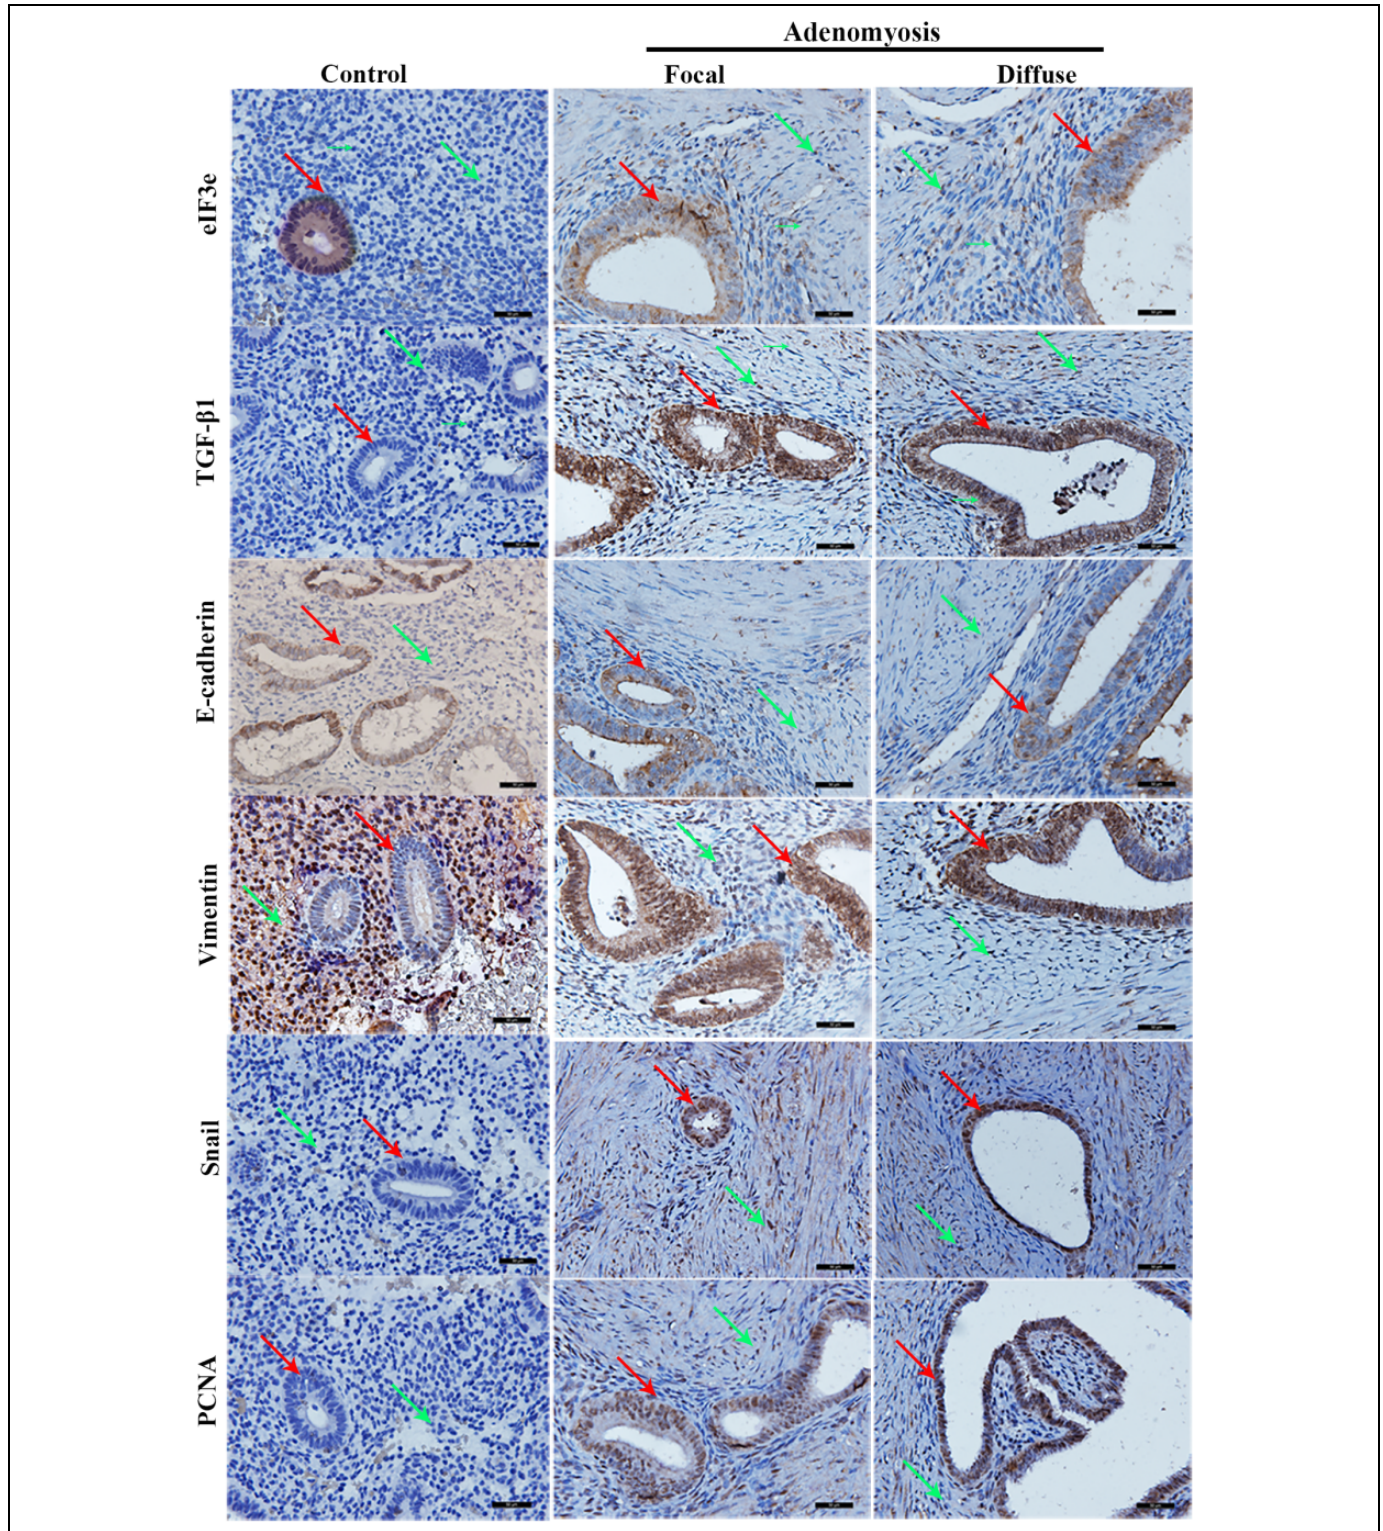 Adenomyosis
Control Focal Diffuse
eIF3e
TGF-β1
E-cadherin
Vimentin
Snail
PCNA